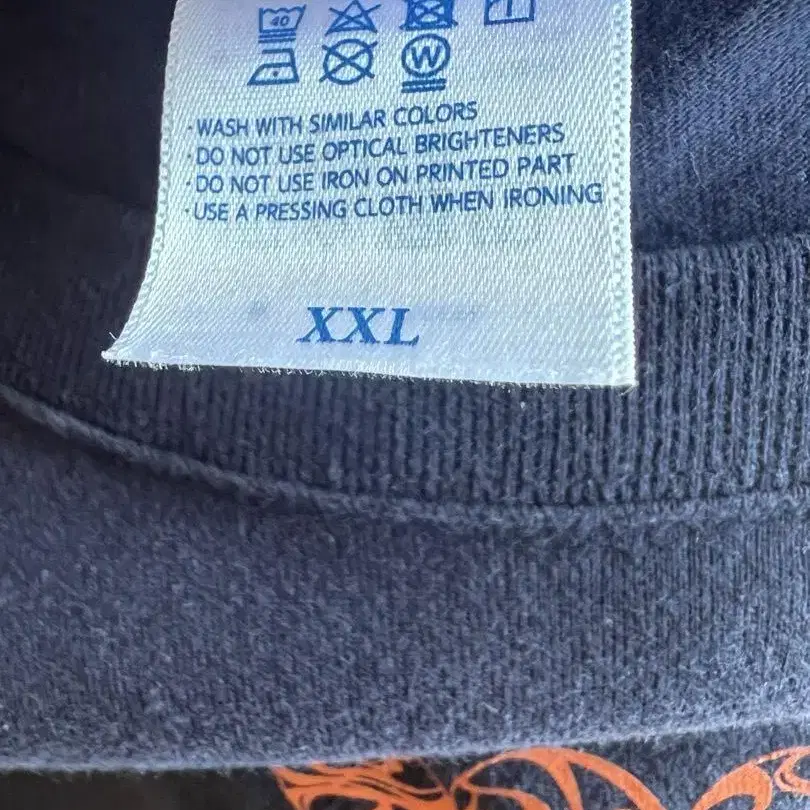 40
W
·WASH WITH SIMILAR COLORS
·DO NOT USE OPTICAL BRIGHTENERS
·DO NOT USE IRON ON PRINTED PART
·USE A PRESSING CLOTH WHEN IRONING
XXL